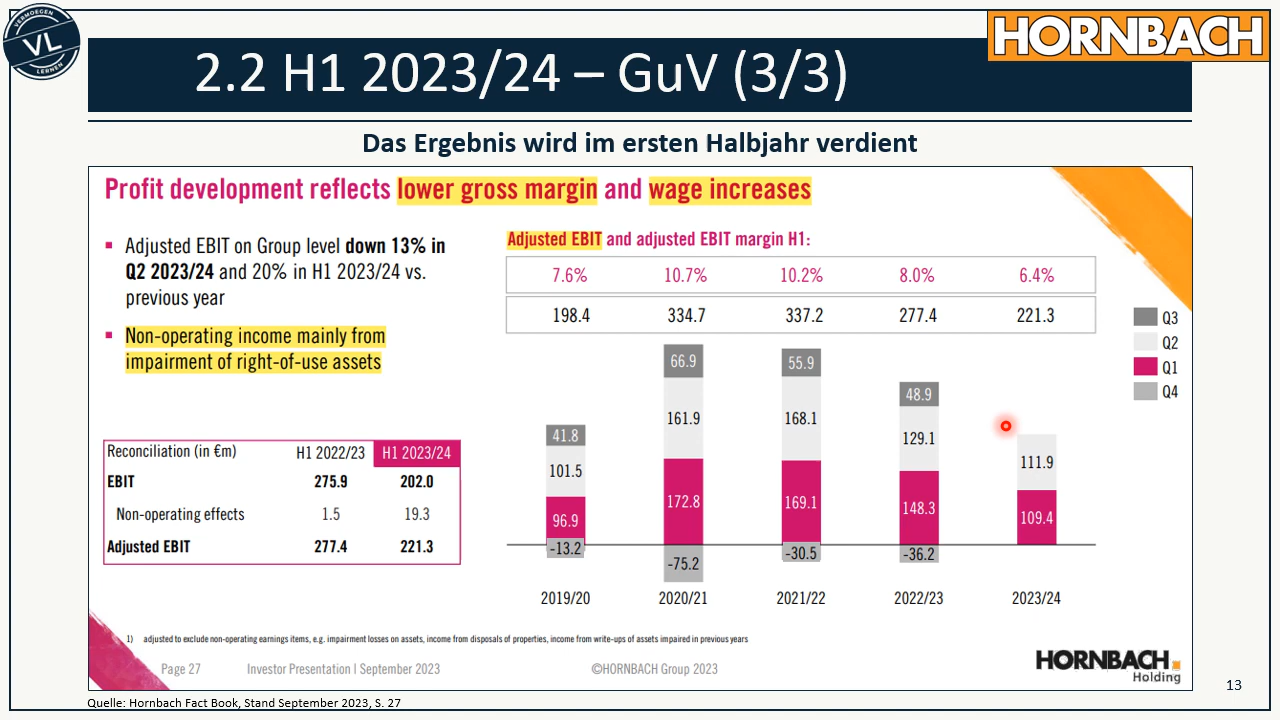 VERMOEGEN
VL
LERNEN
HORNBACH
2.2 H1 2023/24 – GuV (3/3)
Das Ergebnis wird im ersten Halbjahr verdient
Profit development reflects lower gross margin and wage increases
▪ Adjusted EBIT on Group level down 13% in
Q2 2023/24 and 20% in H1 2023/24 vs.
previous year
▪ Non-operating income mainly from
impairment of right-of-use assets
Reconciliation (in €m) H1 2022/23 H1 2023/24
EBIT 275.9 202.0
Non-operating effects 1.5 19.3
Adjusted EBIT 277.4 221.3
Adjusted EBIT and adjusted EBIT margin H1:
7.6% 10.7% 10.2% 8.0% 6.4%
198.4 334.7 337.2 277.4 221.3
Q3
Q2
Q1
Q4
41.8 66.9 55.9 48.9
101.5 161.9 168.1 129.1 111.9
96.9 172.8 169.1 148.3 109.4
-13.2 -75.2 -30.5 -36.2
2019/20 2020/21 2021/22 2022/23 2023/24
1) adjusted to exclude non-operating earnings items, e.g. impairment losses on assets, income from disposals of properties, income from write-ups of assets impaired in previous years
Page 27 Investor Presentation I September 2023 ©HORNBACH Group 2023
HORNBACH
Holding
13
Quelle: Hornbach Fact Book, Stand September 2023, S. 27